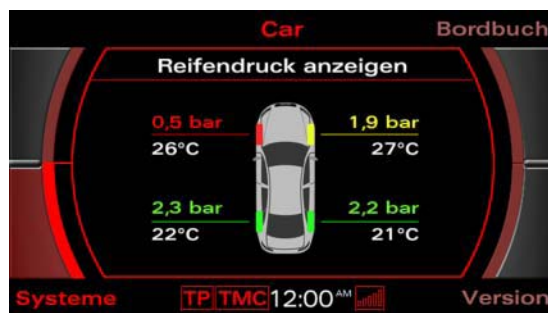 Car Bordbuch
Reifendruck anzeigen
0,5 bar 1,9 bar
26°C 27°C
2,3 bar 2,2 bar
22°C 21°C
Systeme TP TMC 12:00 AM Version